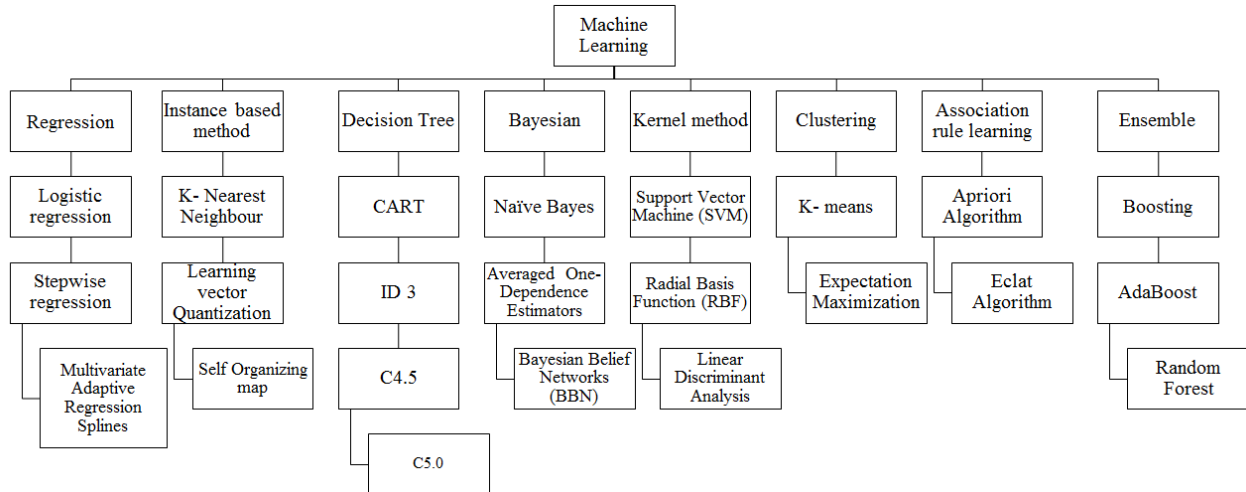 Machine
Learning
Regression
Instance based
method
Decision Tree
Bayesian
Kernel method
Clustering
Association
rule learning
Ensemble
Logistic
regression
K- Nearest
Neighbour
CART
Naïve Bayes
Support Vector
Machine (SVM)
K- means
Apriori
Algorithm
Boosting
Stepwise
regression
Learning
vector
Quantization
ID 3
Averaged One-
Dependence
Estimators
Radial Basis
Function (RBF)
Expectation
Maximization
Eclat
Algorithm
AdaBoost
Multivariate
Adaptive
Regression
Splines
Self Organizing
map
C4.5
Bayesian Belief
Networks
(BBN)
Linear
Discriminant
Analysis
Random
Forest
C5.0